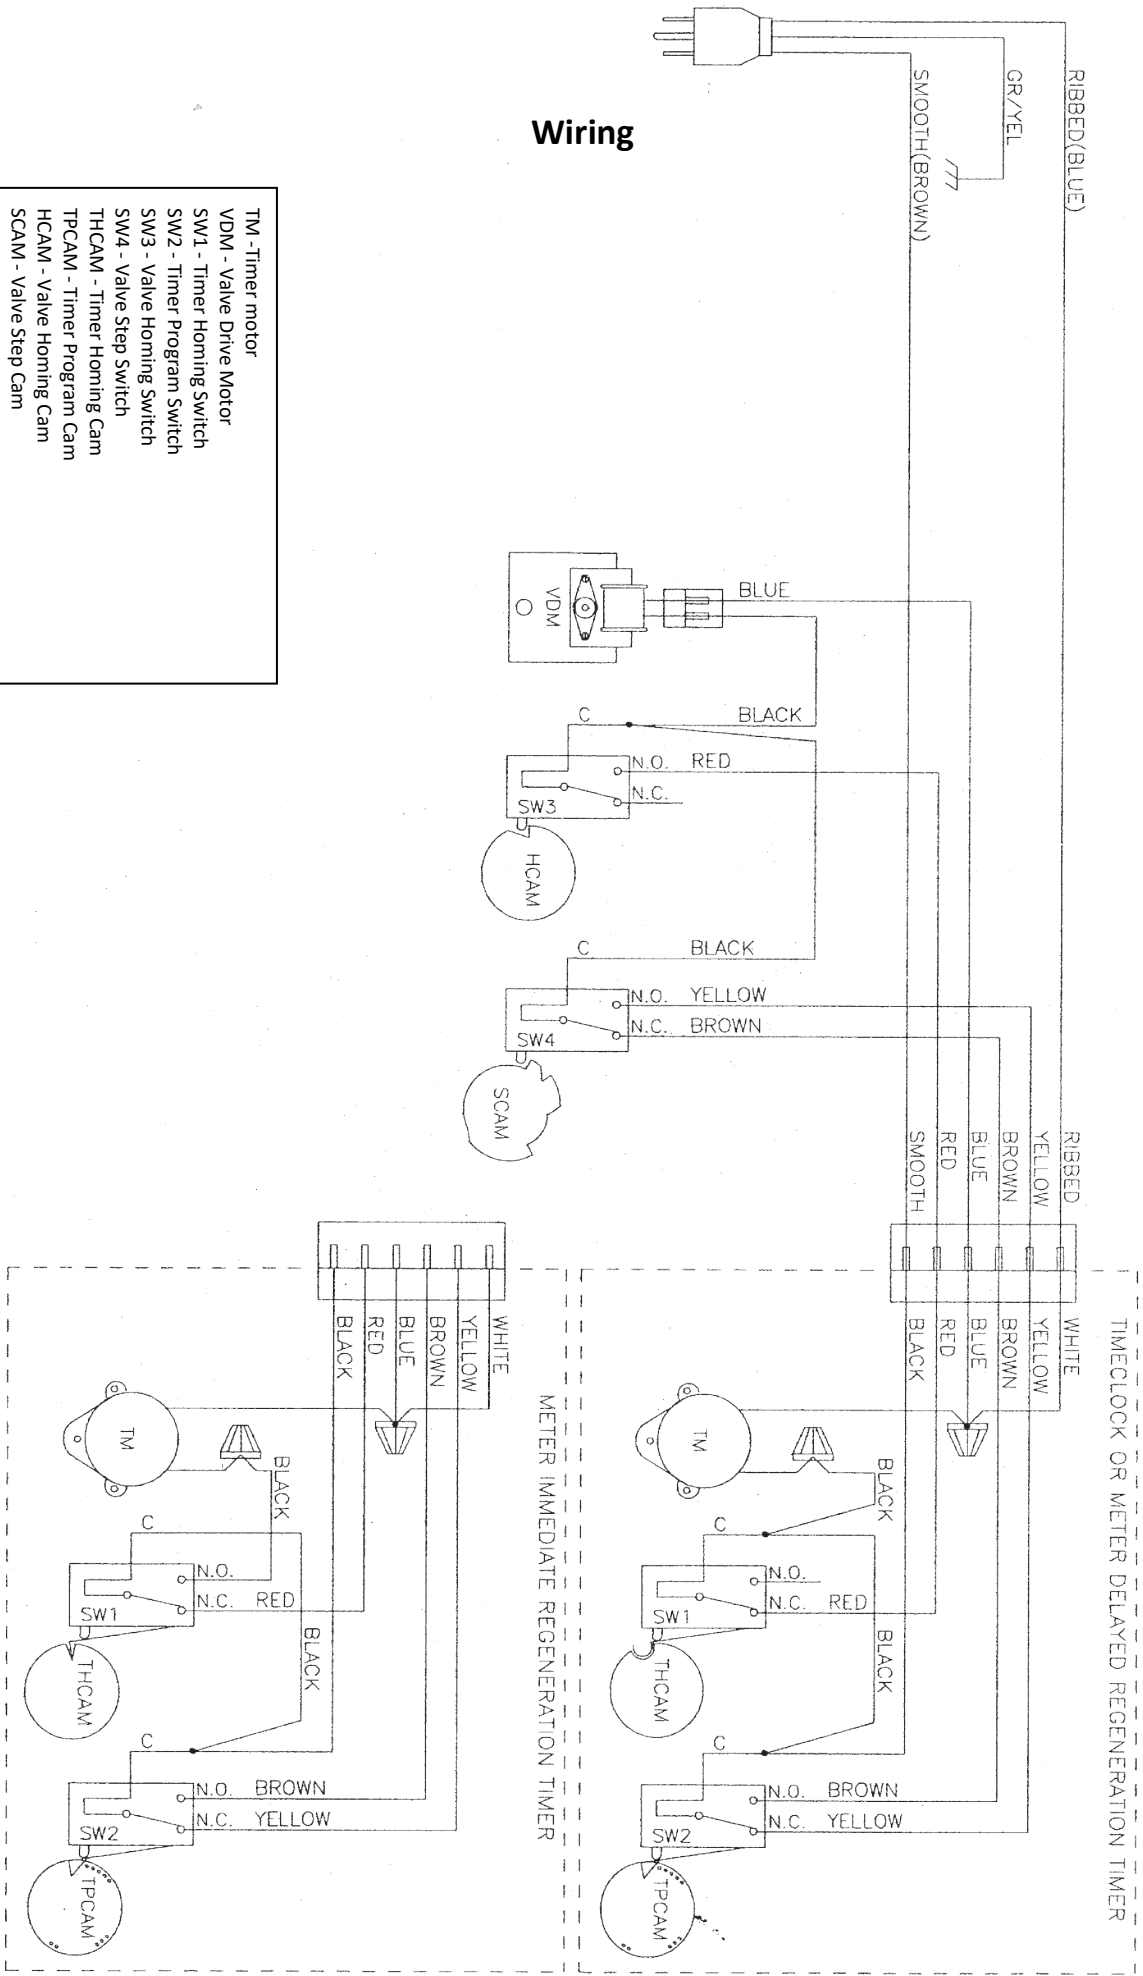 Wiring
RIBBED(BLUE)
GR/YEL
SMOOTH(BROWN)
TM -Timer motor
VDM - Valve Drive Motor
SW1 - Timer Homing Switch
SW2 - Timer Program Switch
SW3 - Valve Homing Switch
SW4 - Valve Step Switch
THCAM - Timer Homing Cam
TPCAM - Timer Program Cam
HCAM - Valve Homing Cam
SCAM - Valve Step Cam
BLUE
VDM
C
BLACK
N.O. RED
N.C.
SW3
HCAM
C
BLACK
N.O. YELLOW
N.C. BROWN
SW4
SCAM
RIBBED
YELLOW
BROWN
BLUE
RED
SMOOTH
TIMECLOCK OR METER DELAYED REGENERATION TIMER
WHITE
YELLOW
BROWN
BLUE
RED
BLACK
TM
BLACK
C
N.O.
N.C. RED
SW1
THCAM
BLACK
C
N.O. BROWN
N.C. YELLOW
SW2
TPCAM
METER IMMEDIATE REGENERATION TIMER
WHITE
YELLOW
BROWN
BLUE
RED
BLACK
TM
BLACK
C
N.O.
N.C. RED
SW1
THCAM
BLACK
C
N.O. BROWN
N.C. YELLOW
SW2
TPCAM